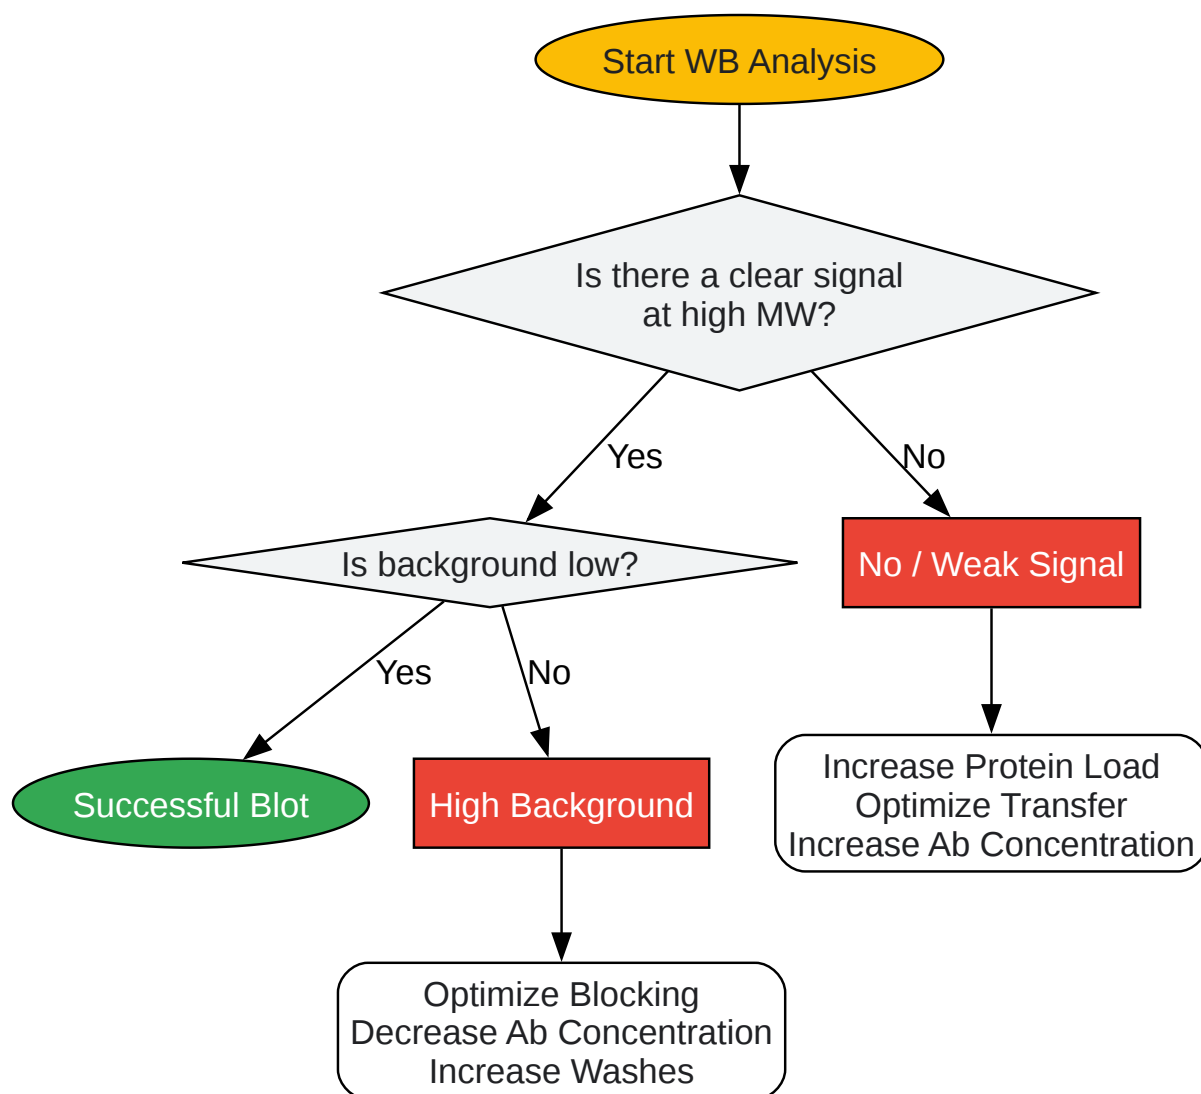 Start WB Analysis
Is there a clear signal
at high MW?
Yes
No
Is background low?
No / Weak Signal
Yes
No
Successful Blot
High Background
Increase Protein Load
Optimize Transfer
Increase Ab Concentration
Optimize Blocking
Decrease Ab Concentration
Increase Washes